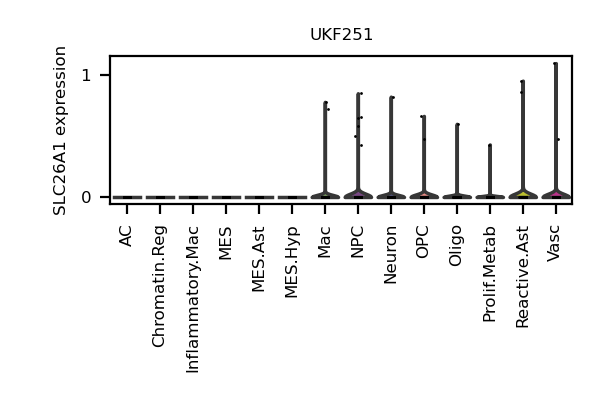 UKF251
SLC26A1 expression
1
0
AC
Chromatin.Reg
Inflammatory.Mac
MES
MES.Ast
MES.Hyp
Mac
NPC
Neuron
OPC
Oligo
Prolif.Metab
Reactive.Ast
Vasc